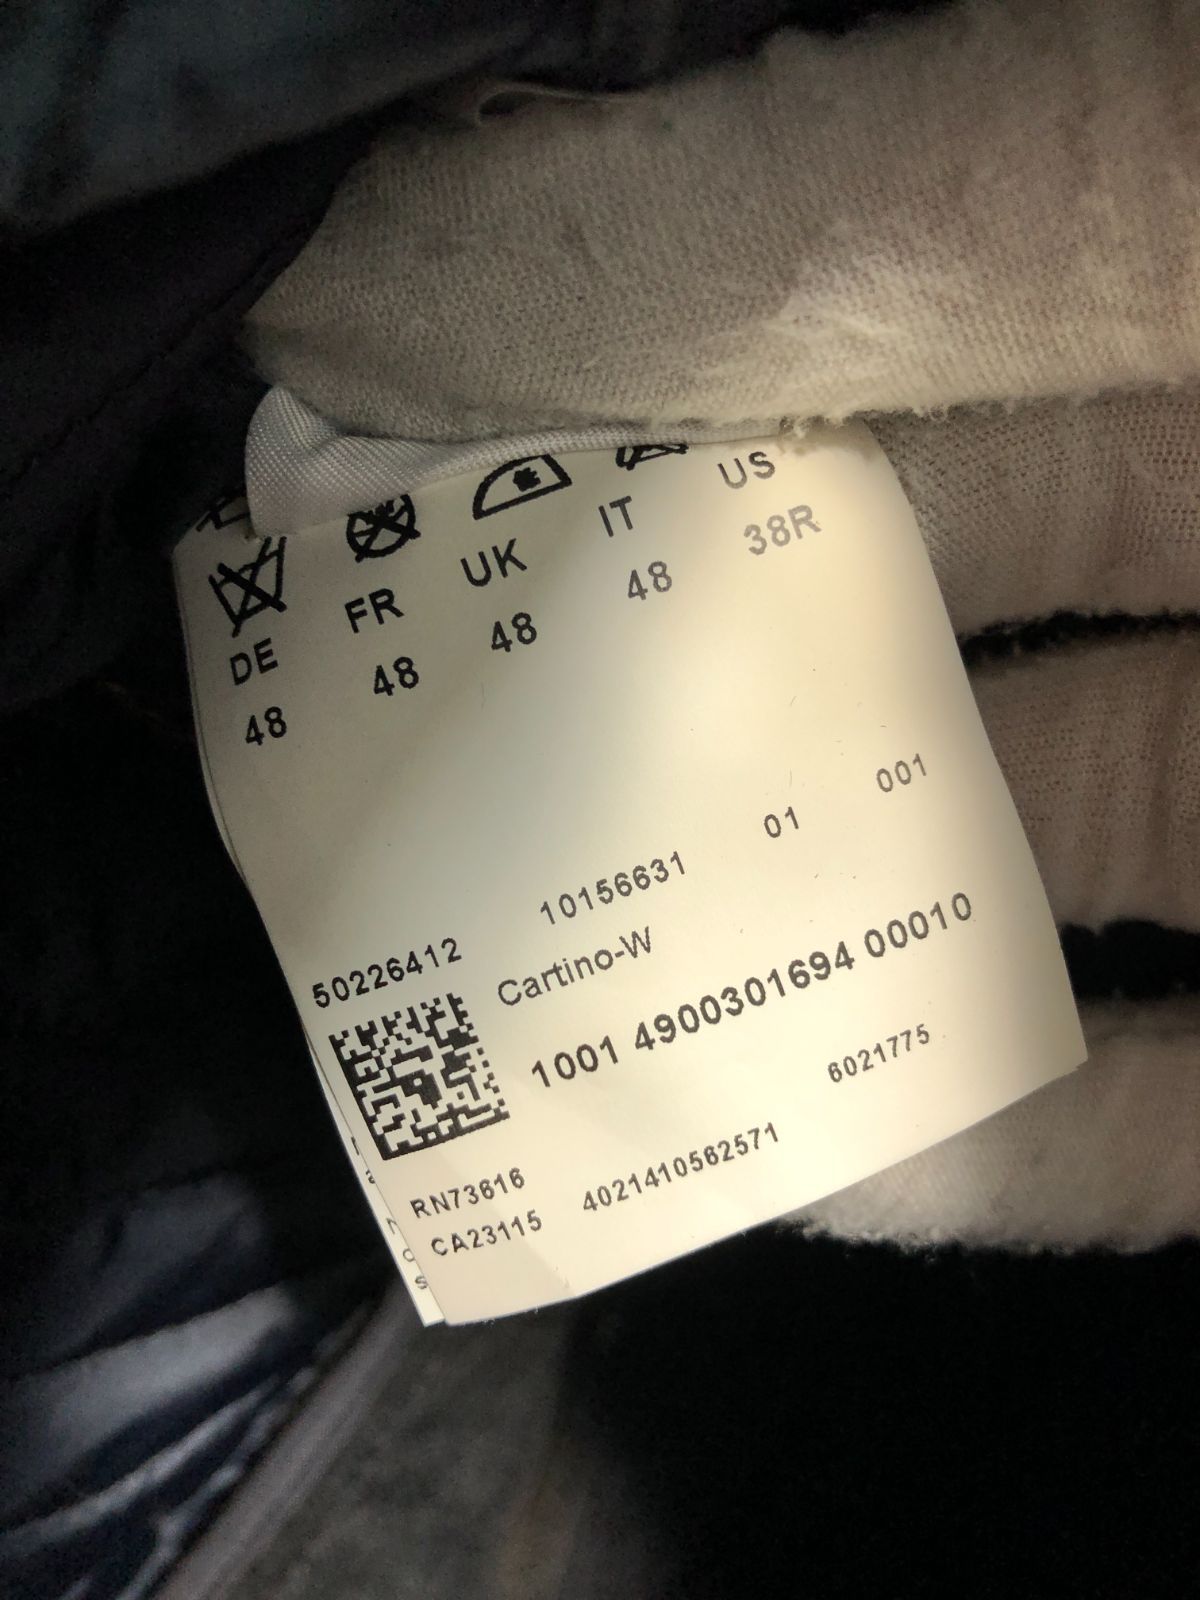 DE FR UK IT US
48 48 48 48 38R
50226412 10156631 01 001
Cartino-W
1001 4900301694 00010
6021775
RN73616
CA23115 4021410562571